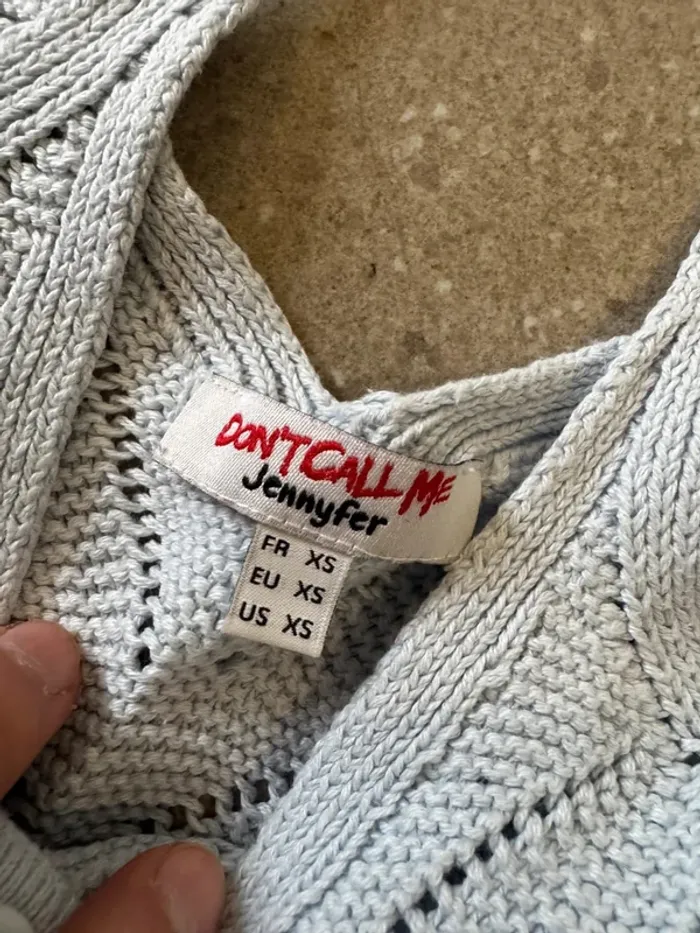 DON'T CALL ME
Jennyfer
FR XS
EU XS
US XS